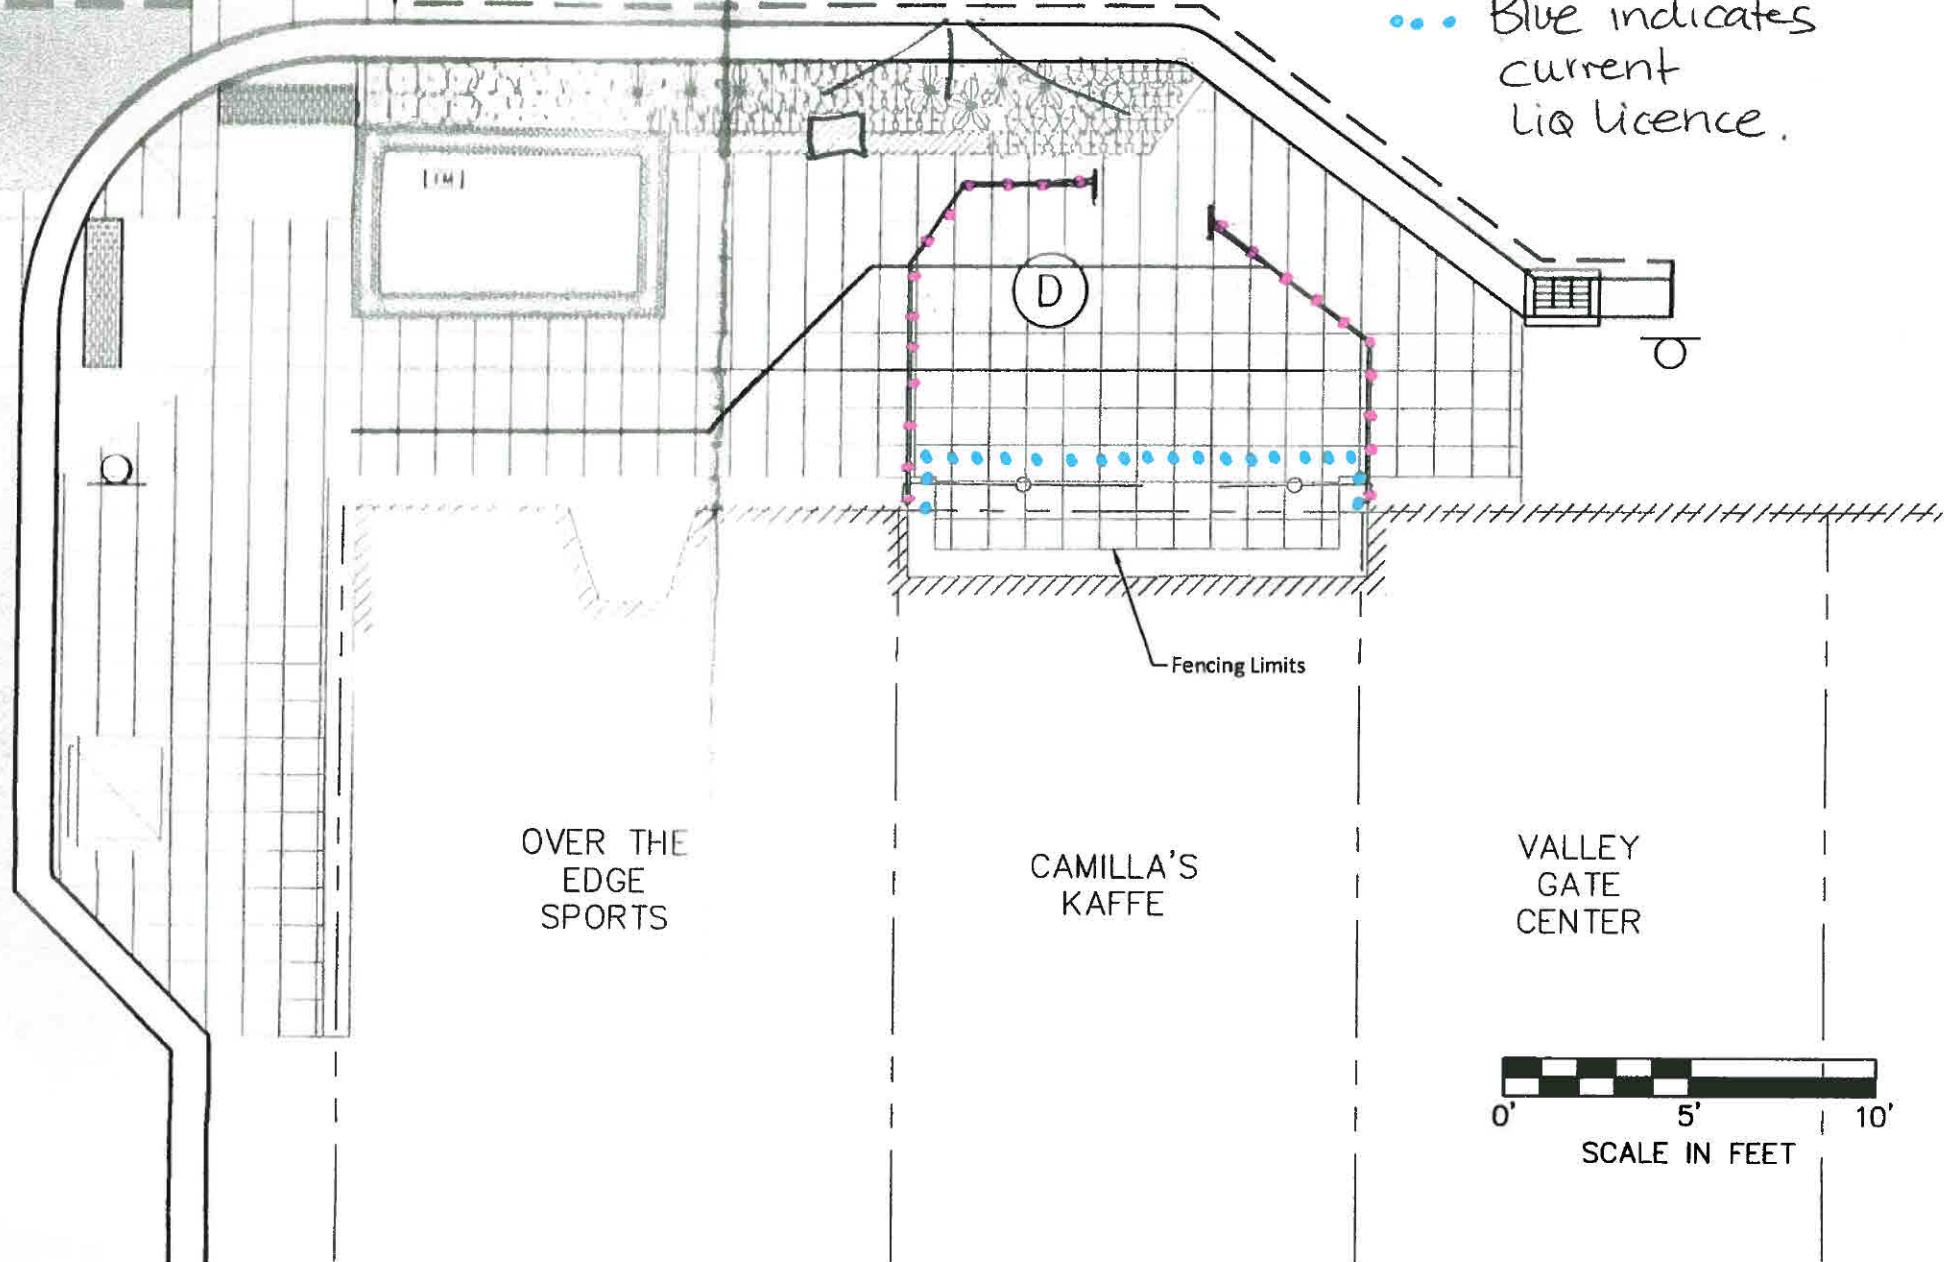 Blue indicates
current
Liq licence.
[1M]
D
Fencing Limits
OVER THE
EDGE
SPORTS
CAMILLA'S
KAFFE
VALLEY
GATE
CENTER
0' 5' 10'
SCALE IN FEET